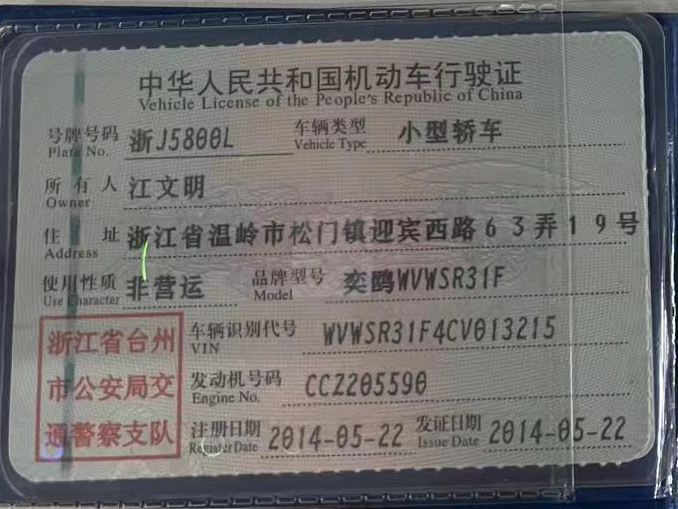 中华人民共和国机动车行驶证
Vehicle License of the People's Republic of China
号牌号码 浙J5800L 车辆类型 小型轿车
Plate No. Vehicle Type
所有人 江文明
Owner
住址 浙江省温岭市松门镇迎宾西路63弄19号
Address
使用性质 非营运 品牌型号 奕鸥WVWSR31F
Use Character Model
浙江省台州
市公安局交
通警察支队
车辆识别代号 WVWSR31F4CV013215
VIN
发动机号码 CCZ205590
Engine No.
注册日期 2014-05-22 发证日期 2014-05-22
Register Date Issue Date